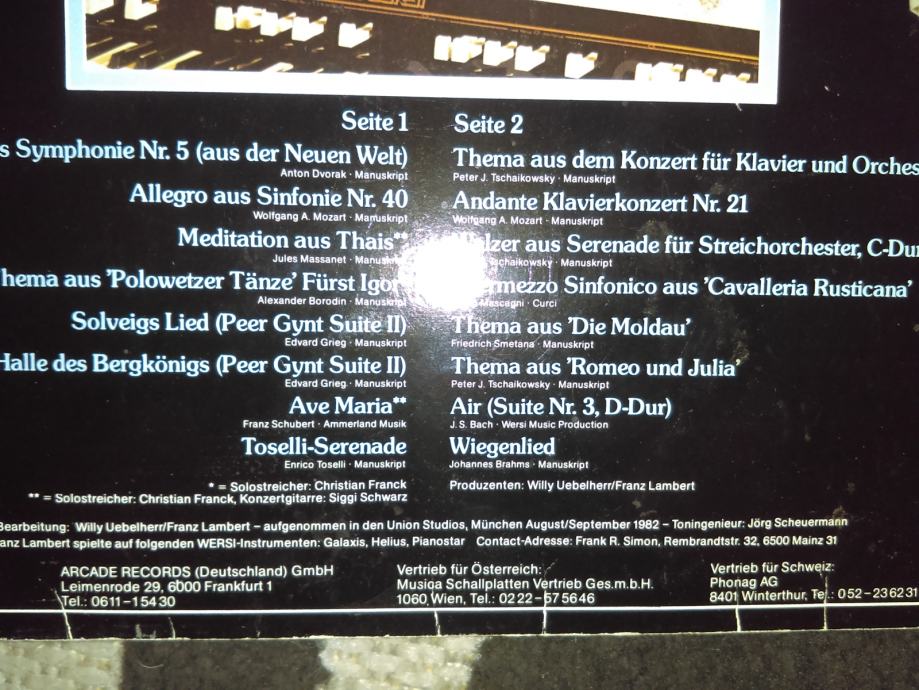 Seite 1
s Symphonie Nr. 5 (aus der Neuen Welt)
Anton Dvorak · Manuskript
Allegro aus Sinfonie Nr. 40
Wolfgang A. Mozart · Manuskript
Meditation aus Thais**
Jules Massanet · Manuskript
hema aus 'Polowetzer Tänze' Fürst Igor
Alexander Borodin · Manuskript
Solveigs Lied (Peer Gynt Suite II)
Edvard Grieg · Manuskript
Halle des Bergkönigs (Peer Gynt Suite II)
Edvard Grieg · Manuskript
Ave Maria**
Franz Schubert · Ammerland Musik
Toselli-Serenade
Enrico Toselli · Manuskript
* = Solostreicher: Christian Franck
** = Solostreicher: Christian Franck, Konzertgitarre: Siggi Schwarz
Seite 2
Thema aus dem Konzert für Klavier und Orches
Peter J. Tschaikowsky · Manuskript
Andante Klavierkonzert Nr. 21
Wolfgang A. Mozart · Manuskript
aus Serenade für Streichorchester, C-Dur
Tschaikowsky · Manuskript
Sinfonico aus 'Cavalleria Rusticana'
Mascagni · Curci
Thema aus 'Die Moldau'
Friedrich Smetana · Manuskript
Thema aus 'Romeo und Julia'
Peter J. Tschaikowsky · Manuskript
Air (Suite Nr. 3, D-Dur)
J. S. Bach · Wersi Music Production
Wiegenlied
Johannes Brahms · Manuskript
Produzenten: Willy Uebelherr/Franz Lambert
Bearbeitung: Willy Uebelherr/Franz Lambert – aufgenommen in den Union Studios, München August/September 1982 – Toningenieur: Jörg Scheuermann
anz Lambert spielte auf folgenden WERSI-Instrumenten: Galaxis, Helius, Pianostar Contact-Adresse: Frank R. Simon, Rembrandtstr. 32, 6500 Mainz 31
ARCADE RECORDS (Deutschland) GmbH
Leimenrode 29, 6000 Frankfurt 1
Tel.: 0611–15430
Vertrieb für Österreich:
Musica Schallplatten Vertrieb Ges.m.b.H.
1060 Wien, Tel.: 0222–575646
Vertrieb für Schweiz:
Phonag AG
8401 Winterthur, Tel.: 052–236231